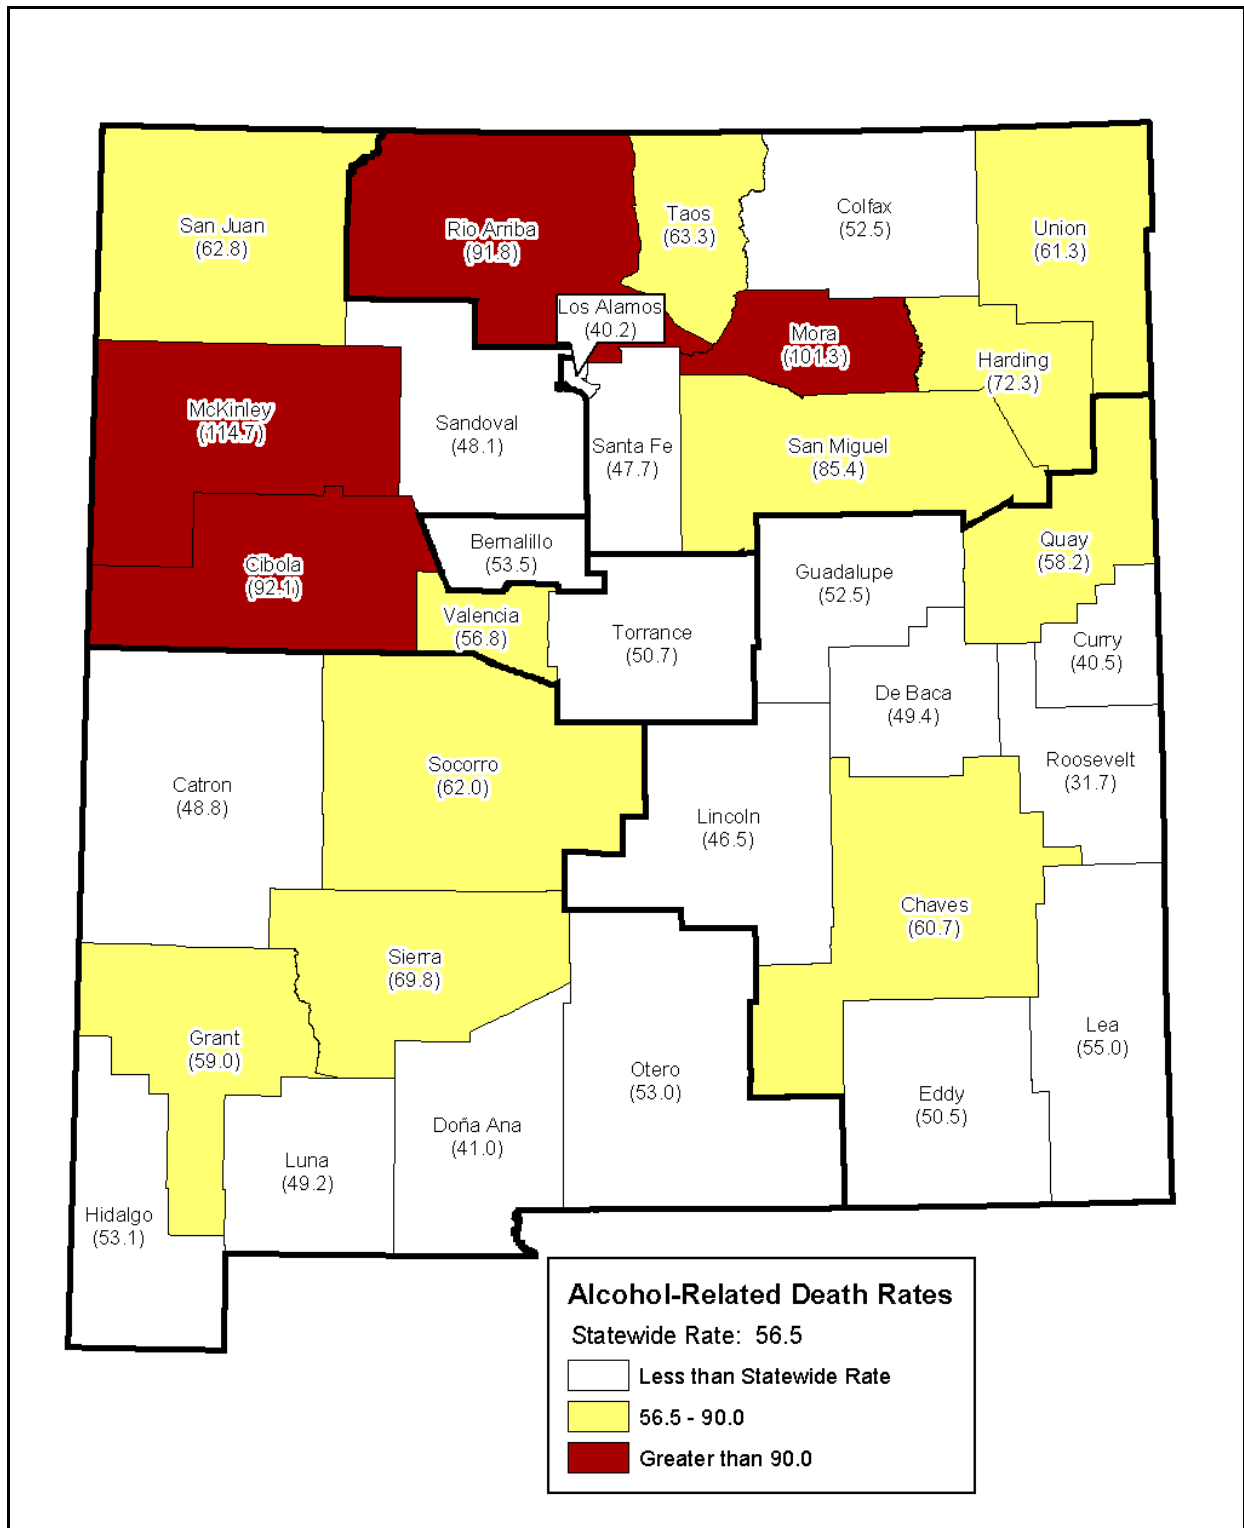 San Juan
(62.8)
Rio Arriba
(91.8)
Taos
(63.3)
Colfax
(52.5)
Union
(61.3)
Los Alamos
(40.2)
Mora
(101.3)
Harding
(72.3)
McKinley
(114.7)
Sandoval
(48.1)
Santa Fe
(47.7)
San Miguel
(85.4)
Bernalillo
(53.5)
Quay
(58.2)
Cibola
(92.1)
Guadalupe
(52.5)
Valencia
(56.8)
Torrance
(50.7)
Curry
(40.5)
De Baca
(49.4)
Catron
(48.8)
Socorro
(62.0)
Roosevelt
(31.7)
Lincoln
(46.5)
Chaves
(60.7)
Sierra
(69.8)
Grant
(59.0)
Lea
(55.0)
Otero
(53.0)
Eddy
(50.5)
Doña Ana
(41.0)
Luna
(49.2)
Hidalgo
(53.1)
Alcohol-Related Death Rates
Statewide Rate: 56.5
Less than Statewide Rate
56.5 - 90.0
Greater than 90.0